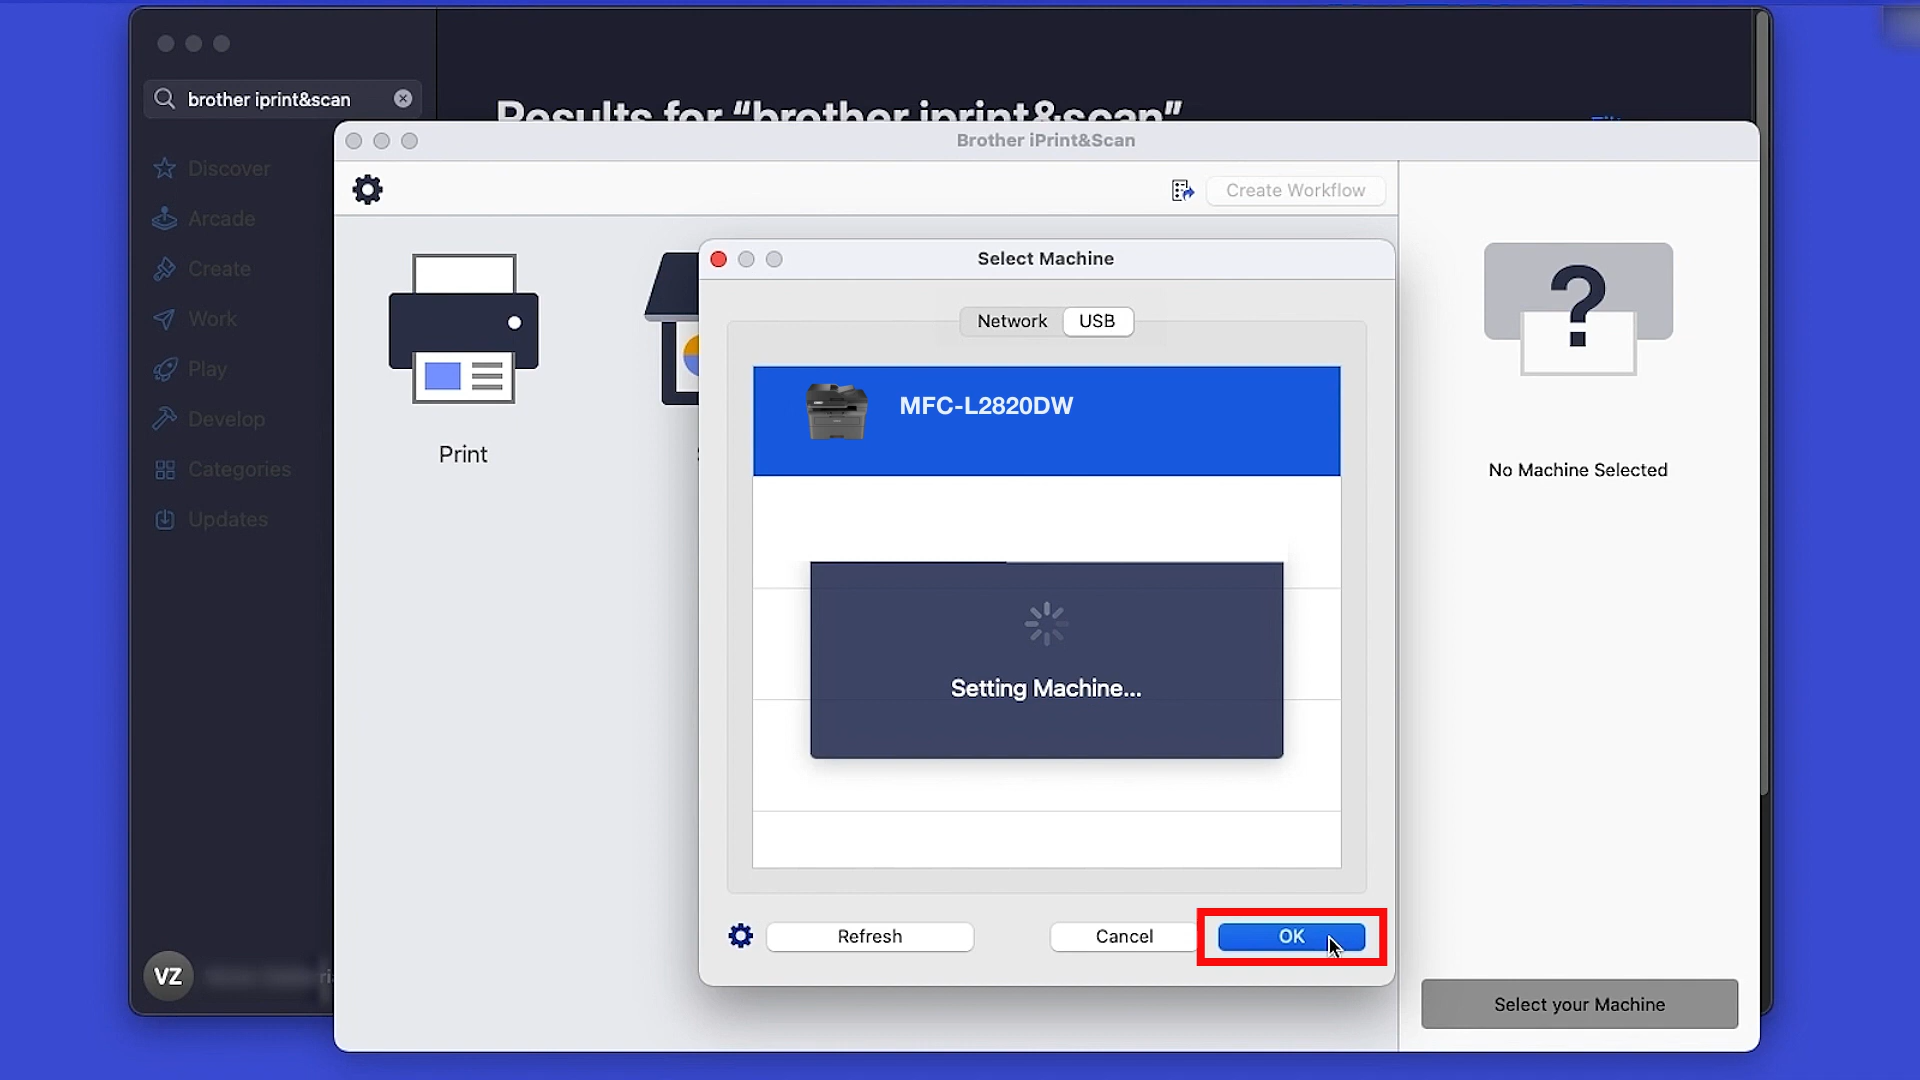 brother iprint&scan
Results for “brother iprint&scan”
Brother iPrint&Scan
Discover
Arcade
Create
Work
Play
Develop
Categories
Updates
VZ
Create Workflow
Print
Select Machine
Network
USB
MFC-L2820DW
Setting Machine...
Refresh
Cancel
OK
No Machine Selected
Select your Machine